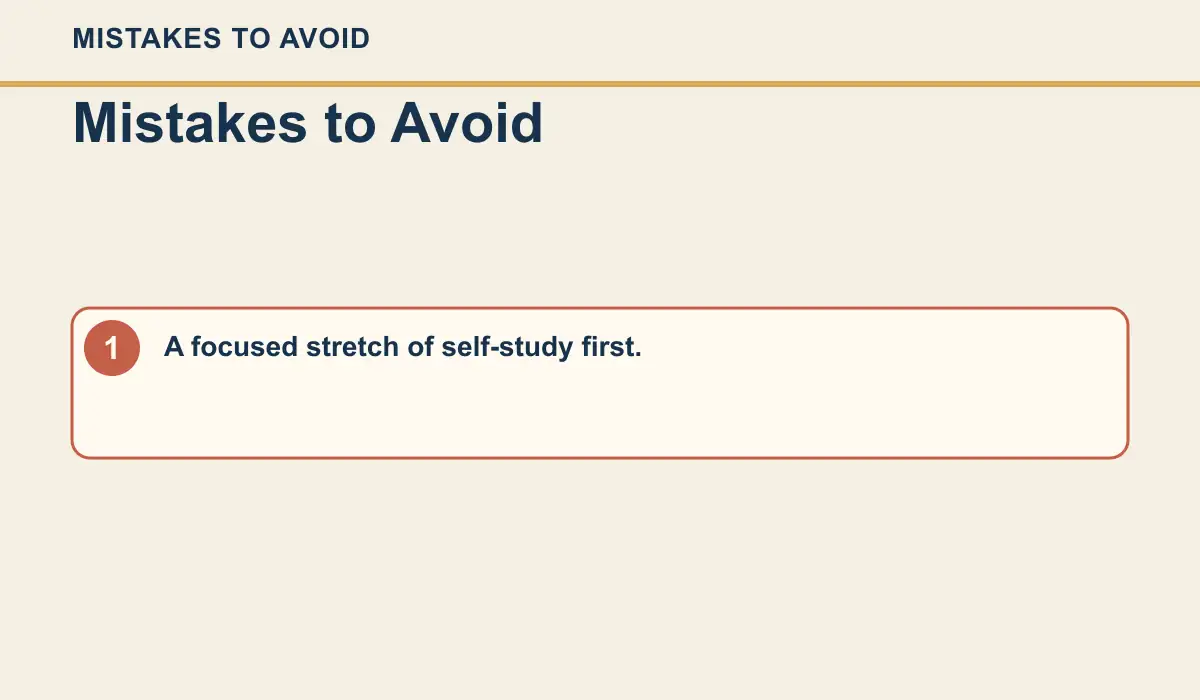 MISTAKES TO AVOID
Mistakes to Avoid
1 A focused stretch of self-study first.